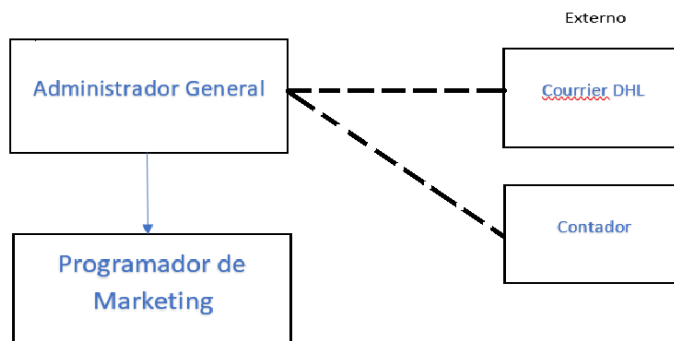 Externo
Administrador General
Courrier DHL
Contador
Programador de
Marketing